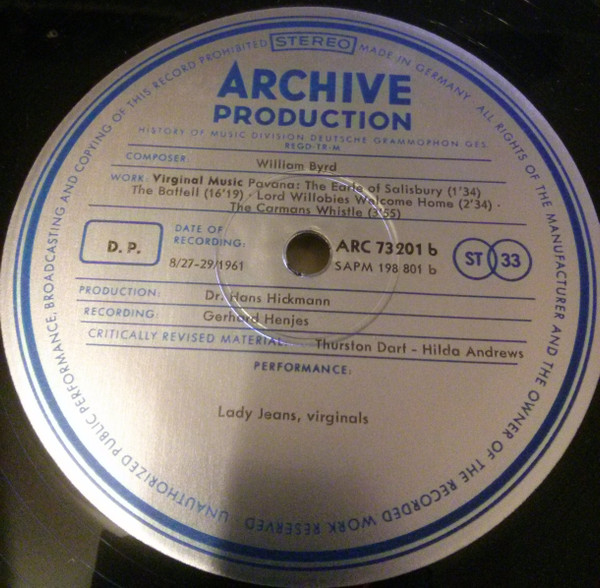 STEREO
MADE IN GERMANY · ALL RIGHTS OF THE MANUFACTURER AND THE OWNER OF THE RECORDED WORK RESERVED · UNAUTHORIZED PUBLIC PERFORMANCE, BROADCASTING AND COPYING OF THIS RECORD PROHIBITED
ARCHIVE
PRODUCTION
HISTORY OF MUSIC DIVISION DEUTSCHE GRAMMOPHON GES.
REGD·TR·M
COMPOSER: William Byrd
WORK: Virginal Music Pavana: The Earle of Salisbury (1'34)
The Battell (16'19) · Lord Willobies Welcome Home (2'34) ·
The Carmans Whistle (3'55)
D. P.
DATE OF
RECORDING:
8/27-29/1961
ARC 73201 b
SAPM 198 801 b
ST 33
PRODUCTION: Dr. Hans Hickmann
RECORDING: Gerhard Henjes
CRITICALLY REVISED MATERIAL: Thurston Dart - Hilda Andrews
PERFORMANCE:
Lady Jeans, virginals